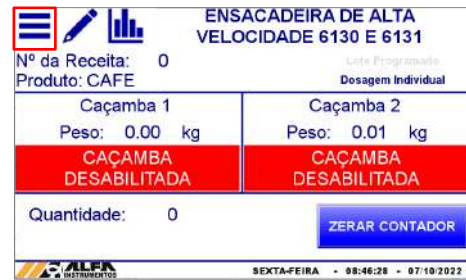 ENSACADEIRA DE ALTA
VELOCIDADE 6130 E 6131
Nº da Receita: 0
Lote Programado
Produto: CAFE
Dosagem Individual
Caçamba 1
Peso: 0.00 kg
CAÇAMBA
DESABILITADA
Caçamba 2
Peso: 0.01 kg
CAÇAMBA
DESABILITADA
Quantidade: 0
ZERAR CONTADOR
ALFA
INSTRUMENTOS
SEXTA-FEIRA - 08:46:28 - 07/10/2022